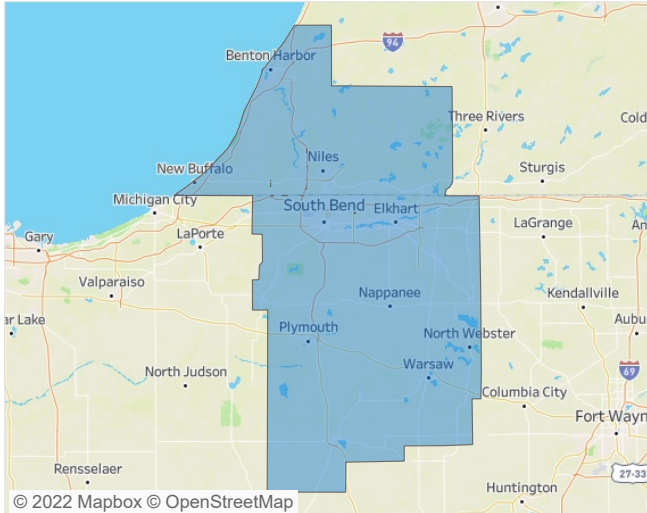 94
Benton Harbor
Three Rivers
Cold
Niles
New Buffalo
Sturgis
Michigan City
South Bend
Elkhart
LaGrange
An
Gary
LaPorte
Valparaiso
Nappanee
Kendallville
ar Lake
Plymouth
North Webster
Aubu
North Judson
Warsaw
69
Columbia City
Fort Wayn
Rensselaer
27-33
Huntington
© 2022 Mapbox © OpenStreetMap